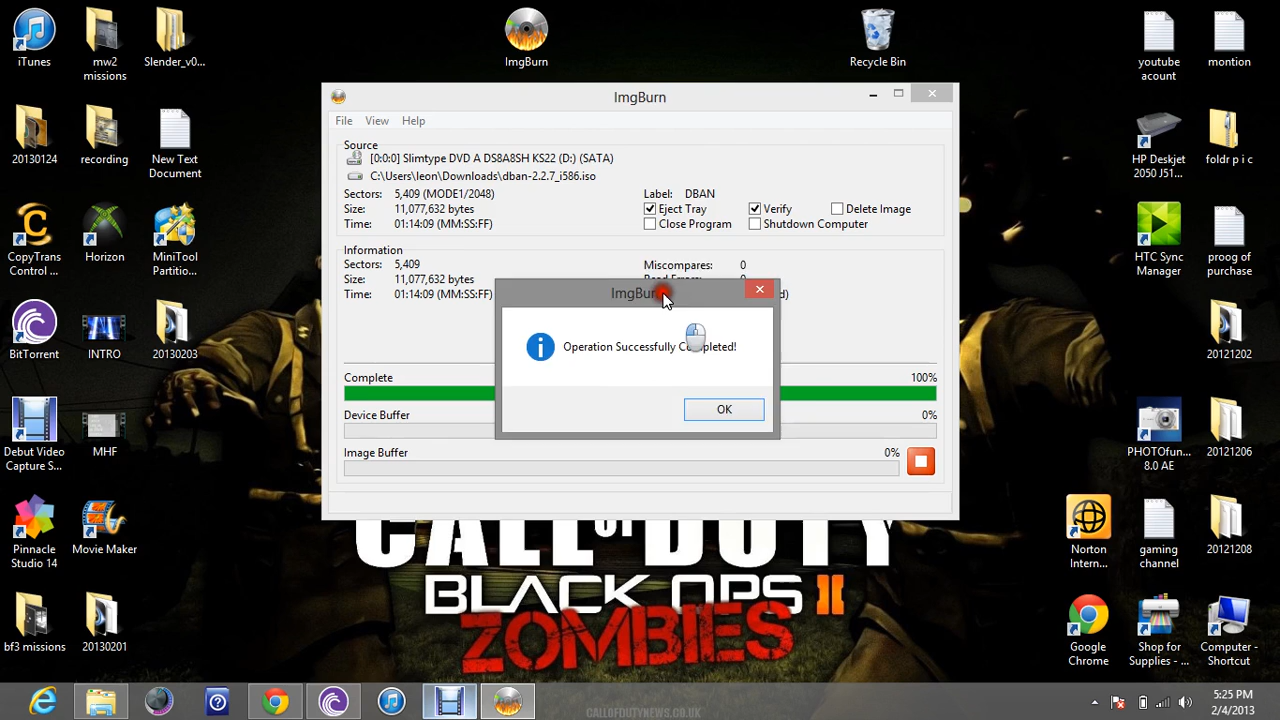 iTunes
mw2
missions
Slender_v0...
ImgBurn
Recycle Bin
youtube
acount
montion
20130124
recording
New Text
Document
HP Deskjet
2050 J51...
foldr p i c
CopyTrans
Control ...
Horizon
MiniTool
Partitio...
HTC Sync
Manager
proog of
purchase
BitTorrent
INTRO
20130203
20121202
Debut Video
Capture S...
MHF
PHOTOfun...
8.0 AE
20121206
Pinnacle
Studio 14
Movie Maker
Norton
Intern...
gaming
channel
20121208
bf3 missions
20130201
Google
Chrome
Shop for
Supplies - ...
Computer -
Shortcut
ImgBurn
File View Help
Source
[0:0:0] Slimtype DVD A DS8A8SH KS22 (D:) (SATA)
C:\Users\leon\Downloads\dban-2.2.7_i586.iso
Sectors: 5,409 (MODE1/2048)
Label: DBAN
Size: 11,077,632 bytes
Eject Tray Verify Delete Image
Time: 01:14:09 (MM:SS:FF)
Close Program Shutdown Computer
Information
Sectors: 5,409
Miscompares: 0
Size: 11,077,632 bytes
Time: 01:14:09 (MM:SS:FF)
Operation Successfully Completed!
OK
Complete 100%
Device Buffer 0%
Image Buffer 0%
CALL OF DUTY
BLACK OPS II
ZOMBIES
CALLOFDUTYNEWS.CO.UK
5:25 PM
2/4/2013